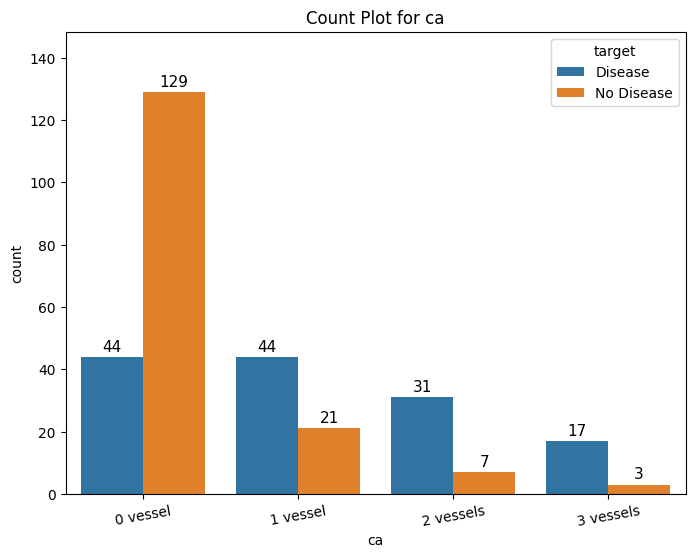 Count Plot for ca
target
Disease
No Disease
count
140
120
100
80
60
40
20
0
44
129
44
21
31
7
17
3
0 vessel
1 vessel
2 vessels
3 vessels
ca